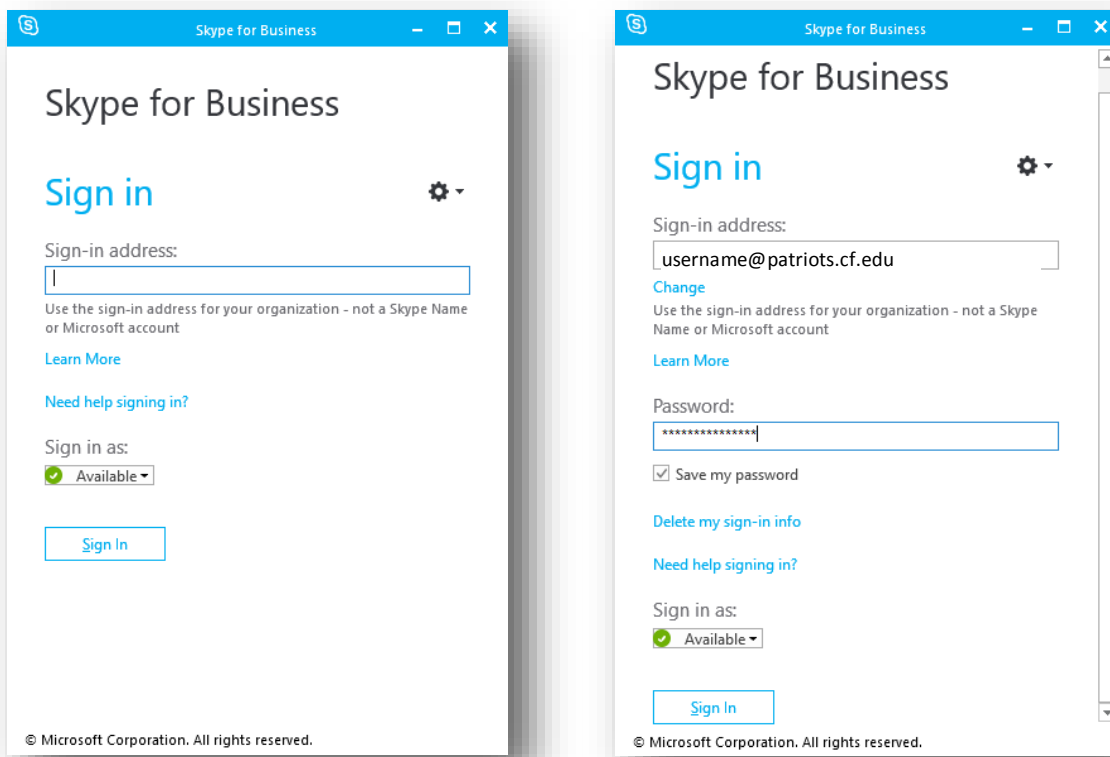 Skype for Business
Skype for Business
Sign in
Sign-in address:
Use the sign-in address for your organization - not a Skype Name
or Microsoft account
Learn More
Need help signing in?
Sign in as:
Available
Sign In
© Microsoft Corporation. All rights reserved.
Skype for Business
Skype for Business
Sign in
Sign-in address:
username@patriots.cf.edu
Change
Use the sign-in address for your organization - not a Skype
Name or Microsoft account
Learn More
Password:
***************
Save my password
Delete my sign-in info
Need help signing in?
Sign in as:
Available
Sign In
© Microsoft Corporation. All rights reserved.